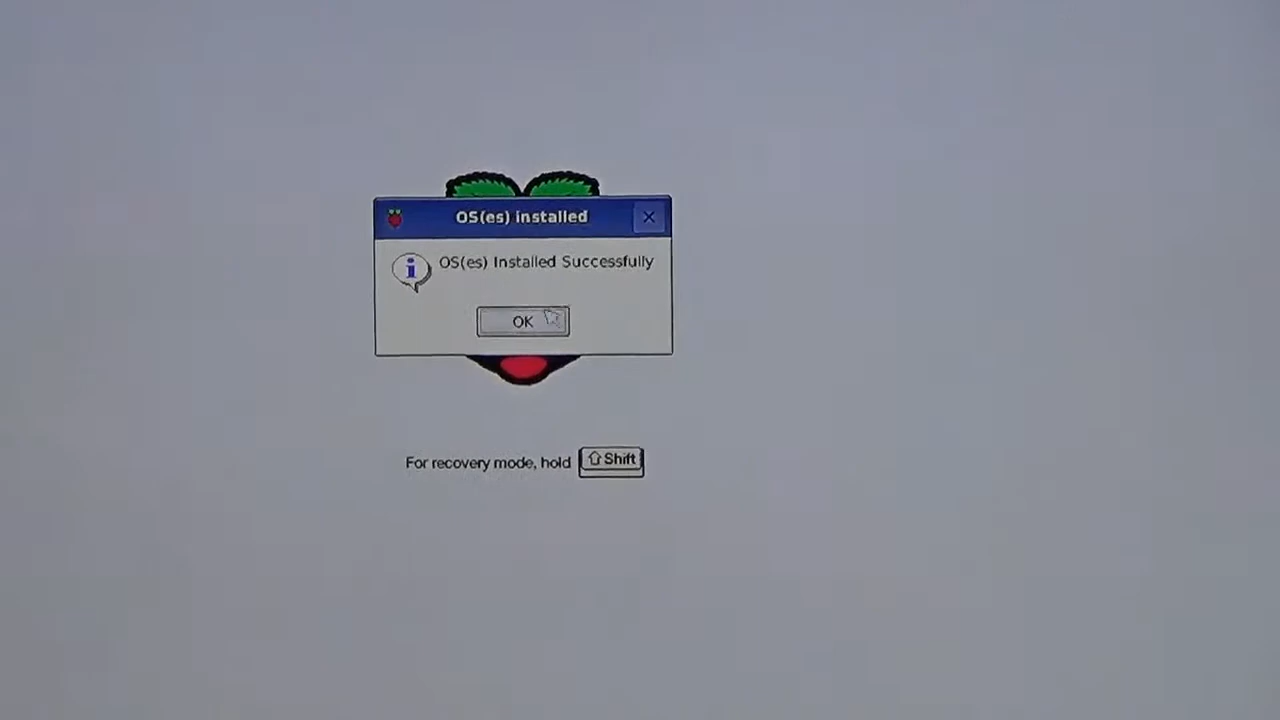 OS(es) installed
OS(es) Installed Successfully
OK
For recovery mode, hold Shift